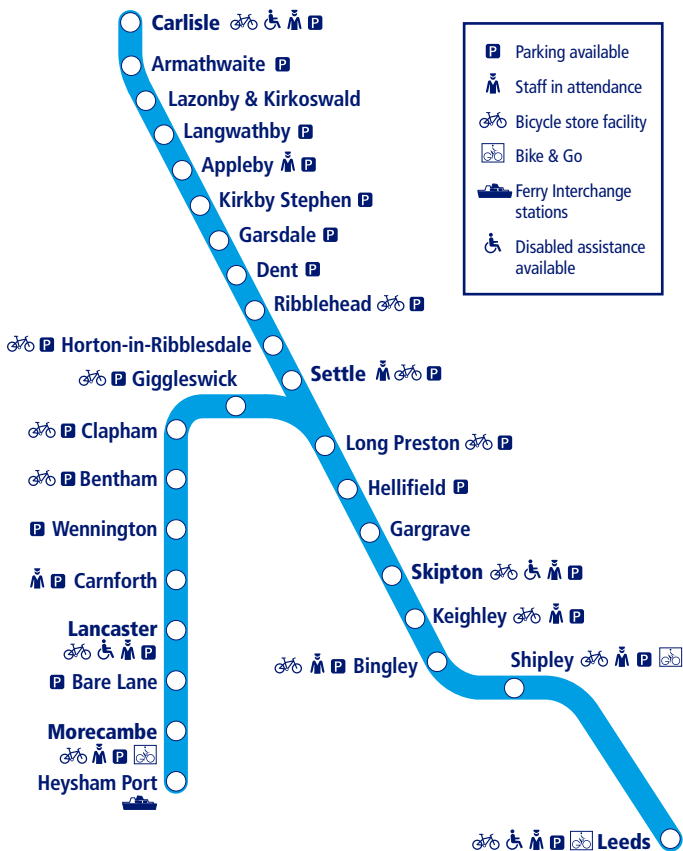 Carlisle P
Armathwaite P
Lazonby & Kirkoswald
Langwathby P
Appleby P
Kirkby Stephen P
Garsdale P
Dent P
Ribblehead P
P Horton-in-Ribblesdale
P Giggleswick
Settle P
P Clapham
Long Preston P
P Bentham
Hellifield P
P Wennington
Gargrave
P Carnforth
Skipton P
Keighley P
Lancaster
P
P Bingley
Shipley P
P Bare Lane
Morecambe
P
Heysham Port
P Leeds
P Parking available
Staff in attendance
Bicycle store facility
Bike & Go
Ferry Interchange
stations
Disabled assistance
available